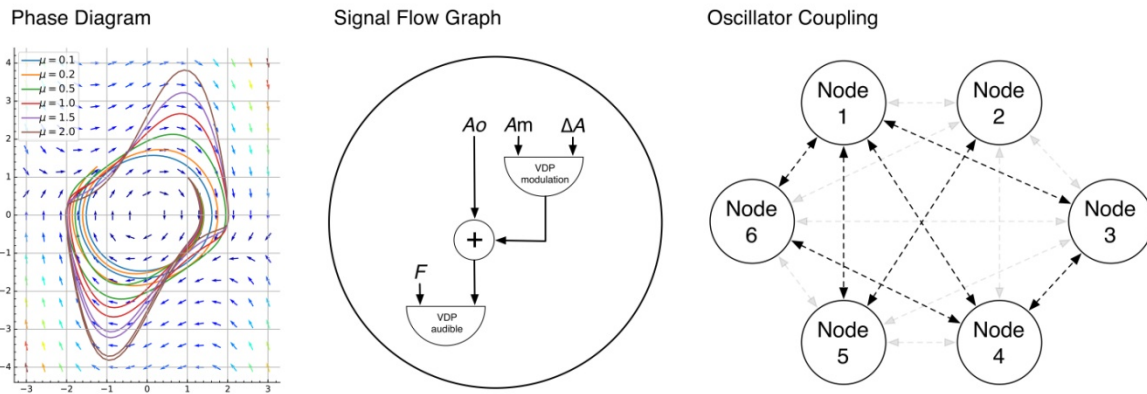 Phase Diagram
Signal Flow Graph
Oscillator Coupling
4
3
2
1
0
−1
−2
−3
−4
μ = 0.1
μ = 0.2
μ = 0.5
μ = 1.0
μ = 1.5
μ = 2.0
−3 −2 −1 0 1 2 3
Ao Am ΔA
VDP
modulation
+
F
VDP
audible
Node
1
Node
2
Node
6
Node
3
Node
5
Node
4